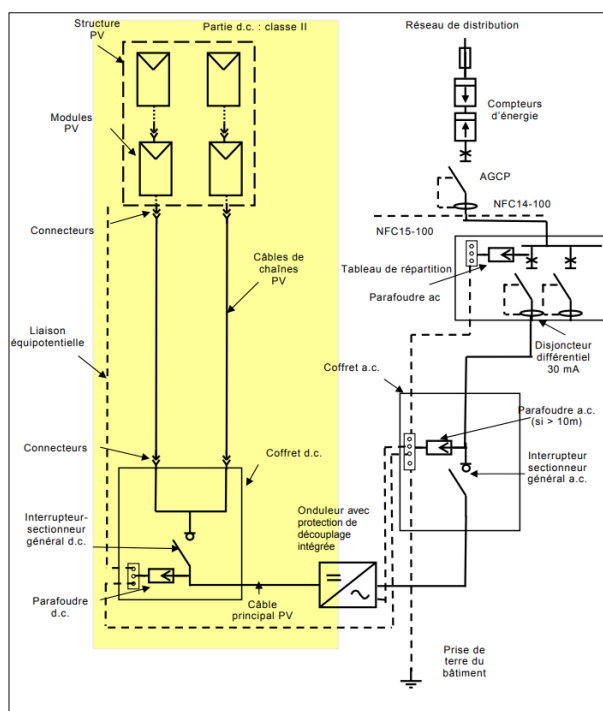 Structure
PV
Partie d.c. : classe II
Réseau de distribution
Compteurs
d'énergie
Modules
PV
AGCP
NFC14-100
NFC15-100
Connecteurs
Câbles de
chaînes
PV
Tableau de répartition
Parafoudre ac
Liaison
équipotentielle
Disjoncteur
différentiel
30 mA
Coffret a.c.
Parafoudre a.c.
(si > 10m)
Connecteurs
Coffret d.c.
Interrupteur
sectionneur
général a.c.
Onduleur avec
protection de
découplage
intégrée
Interrupteur-
sectionneur
général d.c.
Parafoudre
d.c.
Câble
principal PV
Prise de
terre du
bâtiment